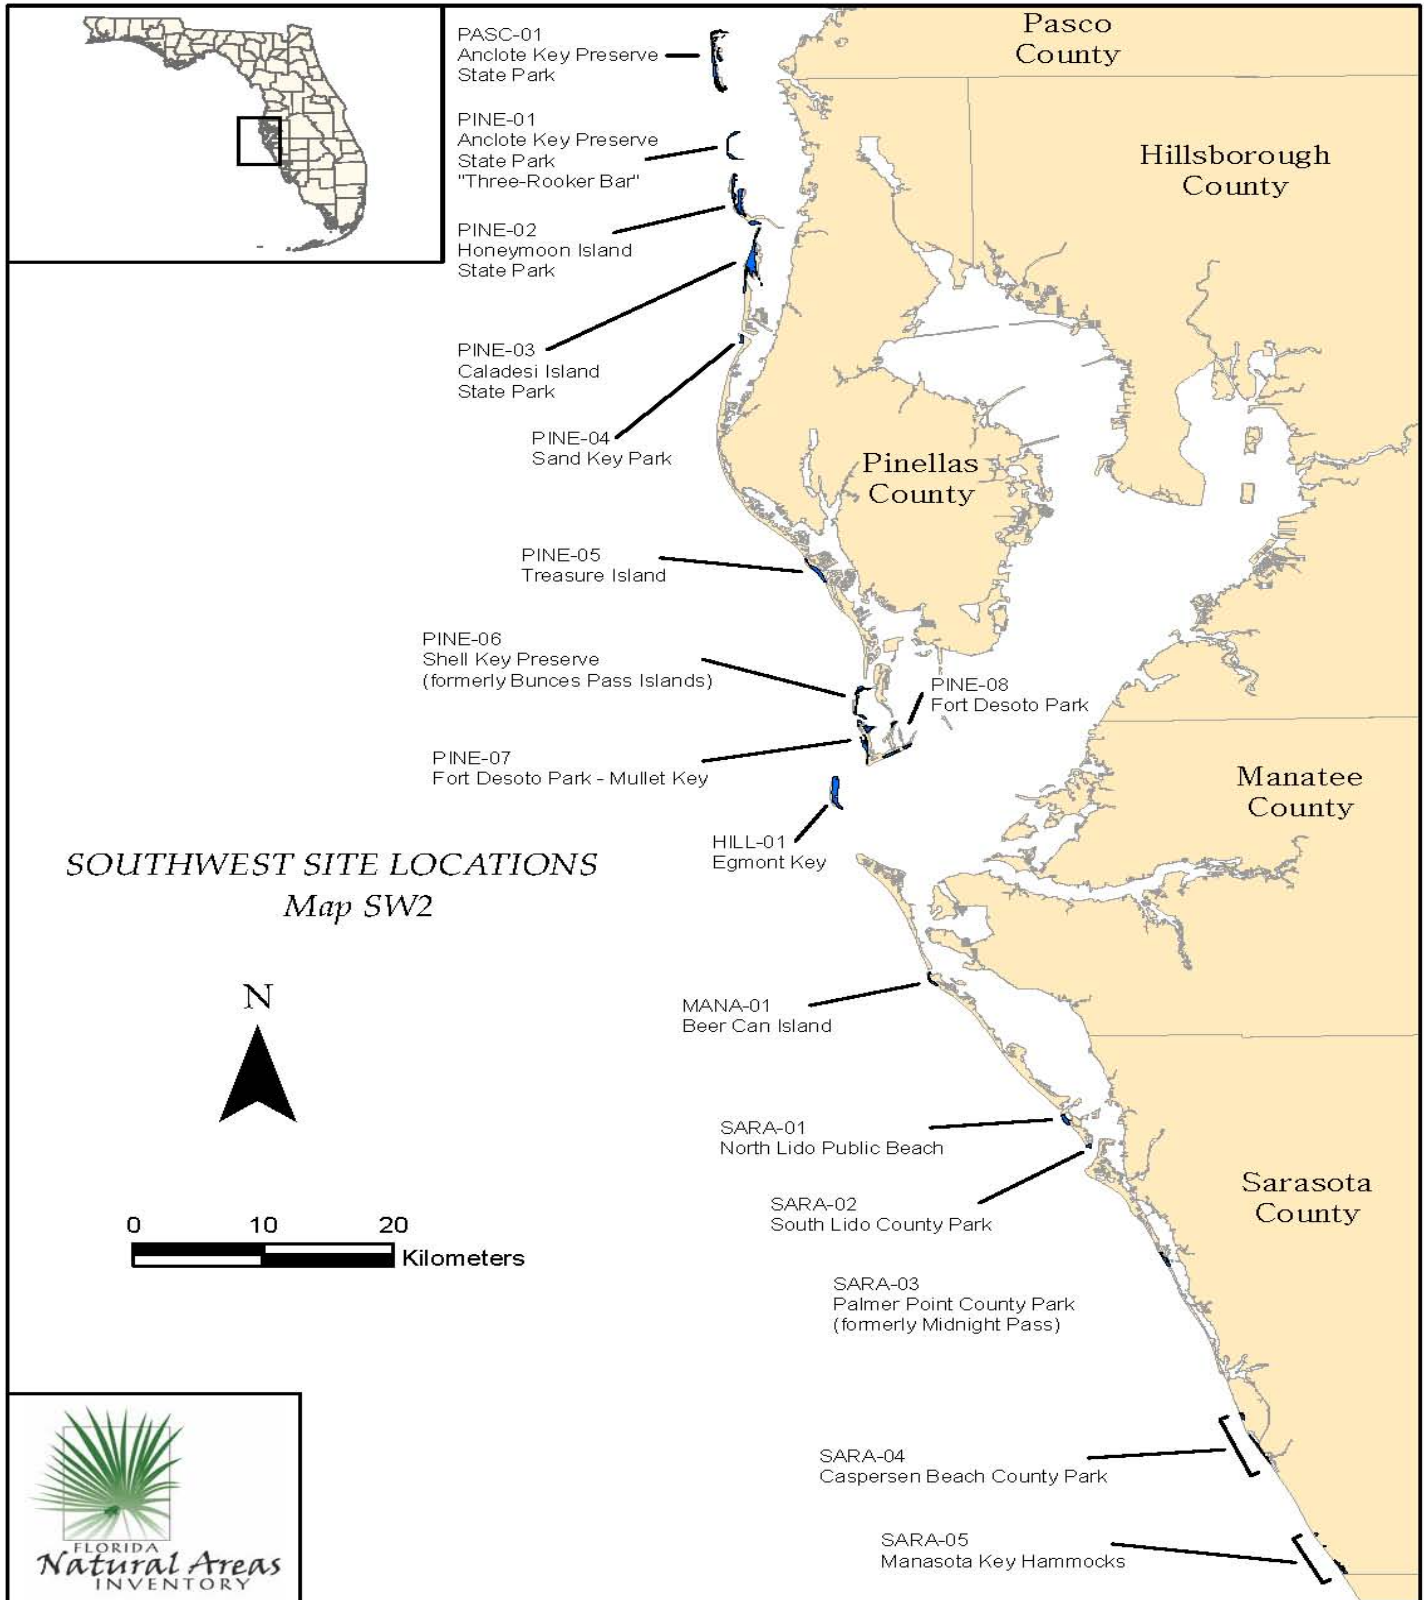 PASC-01
Anclote Key Preserve
State Park
PINE-01
Anclote Key Preserve
State Park
"Three-Rooker Bar"
PINE-02
Honeymoon Island
State Park
PINE-03
Caladesi Island
State Park
PINE-04
Sand Key Park
PINE-05
Treasure Island
PINE-06
Shell Key Preserve
(formerly Bunces Pass Islands)
PINE-08
Fort Desoto Park
PINE-07
Fort Desoto Park - Mullet Key
HILL-01
Egmont Key
MANA-01
Beer Can Island
SARA-01
North Lido Public Beach
SARA-02
South Lido County Park
SARA-03
Palmer Point County Park
(formerly Midnight Pass)
SARA-04
Caspersen Beach County Park
SARA-05
Manasota Key Hammocks
Pasco
County
Hillsborough
County
Pinellas
County
Manatee
County
Sarasota
County
SOUTHWEST SITE LOCATIONS
Map SW2
N
0 10 20
Kilometers
FLORIDA
Natural Areas
INVENTORY